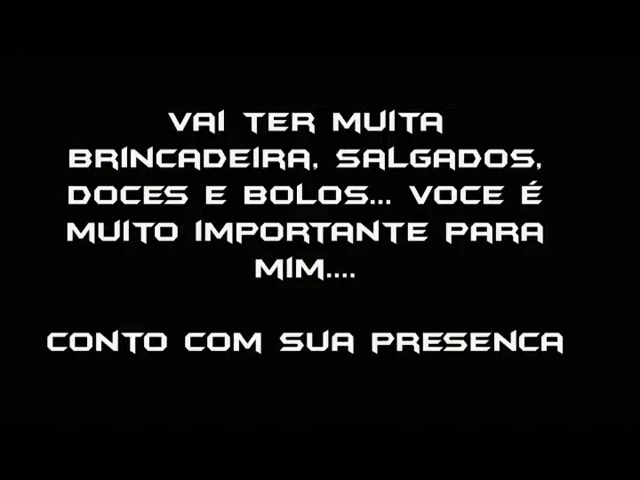 VAI TER MUITA
BRINCADEIRA, SALGADOS,
DOCES E BOLOS... VOCE É
MUITO IMPORTANTE PARA
MIM....
CONTO COM SUA PRESENCA